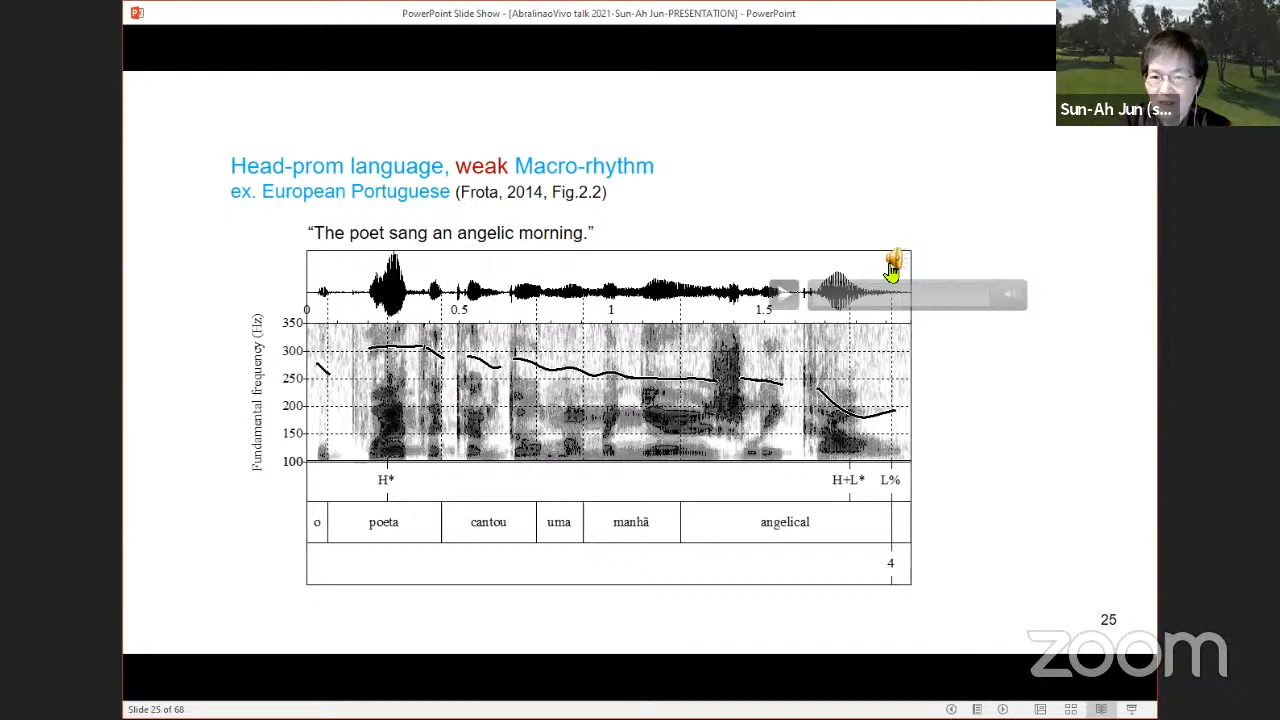 PowerPoint Slide Show - [AbralinaoVivo talk 2021-Sun-Ah Jun-PRESENTATION] - PowerPoint
Sun-Ah Jun (s...
Head-prom language, weak Macro-rhythm
ex. European Portuguese (Frota, 2014, Fig.2.2)
“The poet sang an angelic morning.”
0 0.5 1 1.5
Fundamental frequency (Hz)
350
300
250
200
150
100
H* H+L* L%
o poeta cantou uma manhã angelical
4
25
zoom
Slide 25 of 68